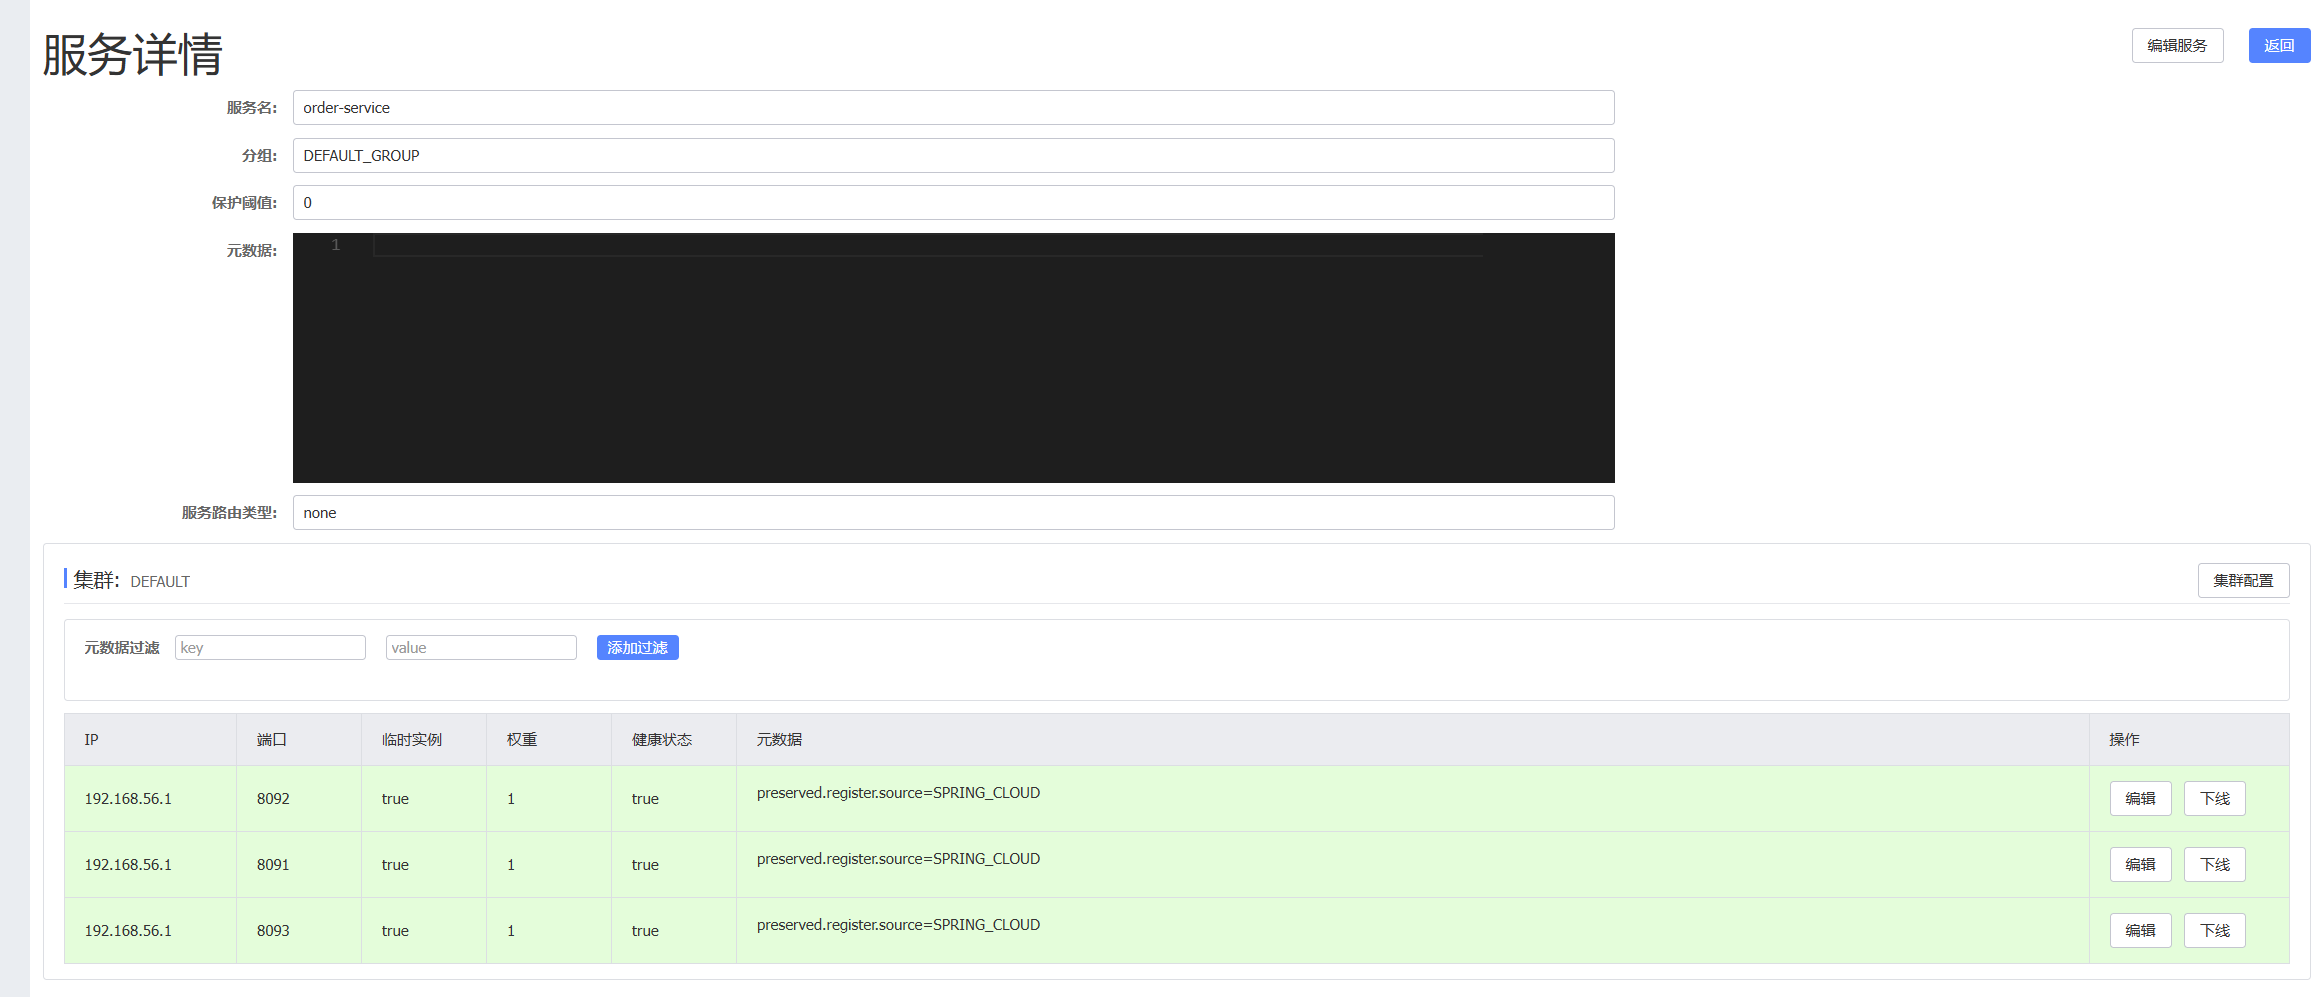 服务详情
编辑服务 返回
服务名: order-service
分组: DEFAULT_GROUP
保护阈值: 0
元数据: 1
服务路由类型: none
集群: DEFAULT 集群配置
元数据过滤 key value 添加过滤
IP 端口 临时实例 权重 健康状态 元数据 操作
192.168.56.1 8092 true 1 true preserved.register.source=SPRING_CLOUD 编辑 下线
192.168.56.1 8091 true 1 true preserved.register.source=SPRING_CLOUD 编辑 下线
192.168.56.1 8093 true 1 true preserved.register.source=SPRING_CLOUD 编辑 下线